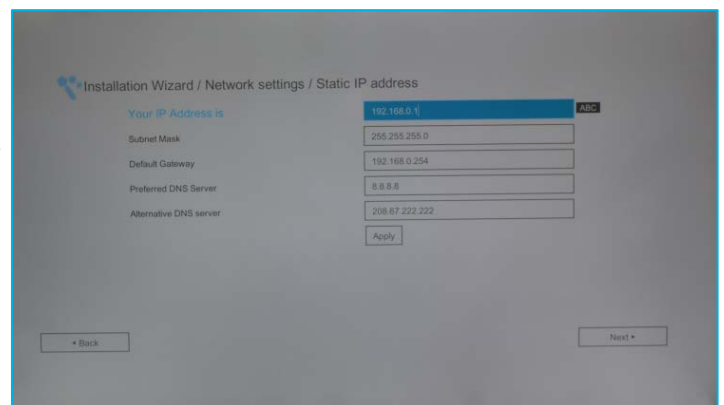 Installation Wizard / Network settings / Static IP address
Your IP Address is 192.168.0.1 ABC
Subnet Mask 255.255.255.0
Default Gateway 192.168.0.254
Preferred DNS Server 8.8.8.8
Alternative DNS server 208.67.222.222
Apply
◂ Back
Next ▸